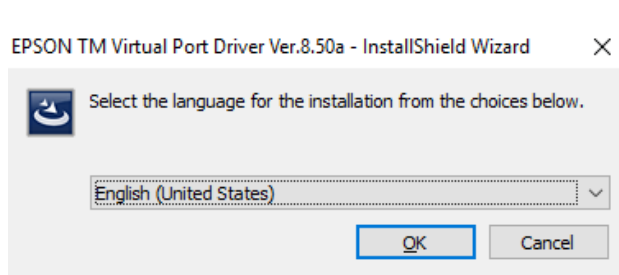 EPSON TM Virtual Port Driver Ver.8.50a - InstallShield Wizard
Select the language for the installation from the choices below.
English (United States)
OK Cancel